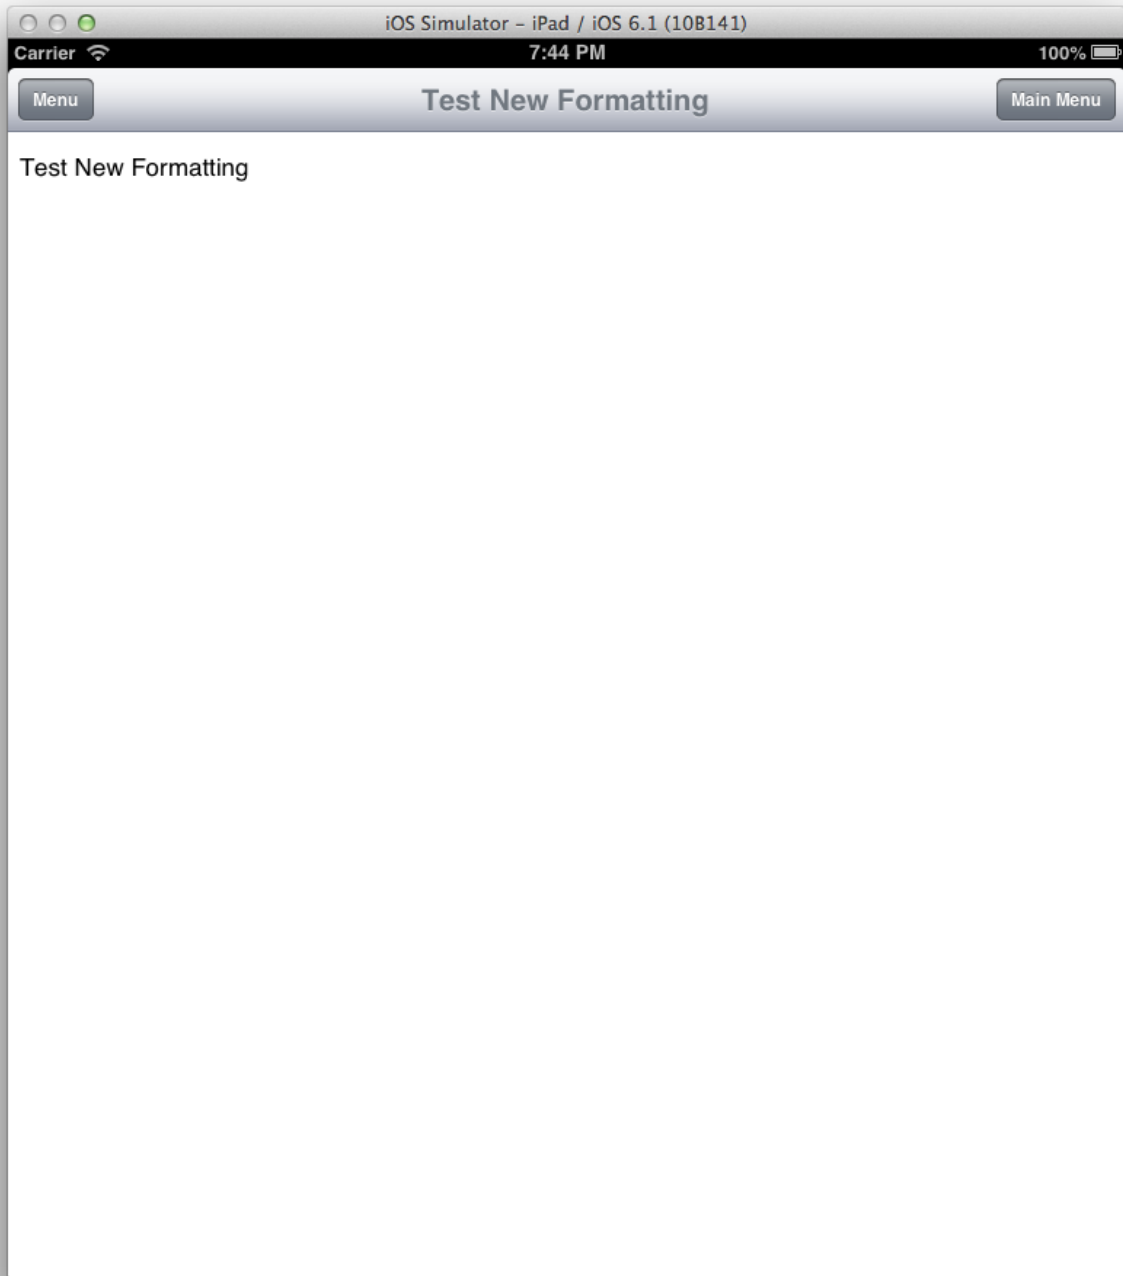 iOS Simulator – iPad / iOS 6.1 (10B141)
Carrier 7:44 PM 100%
Menu Test New Formatting Main Menu
Test New Formatting